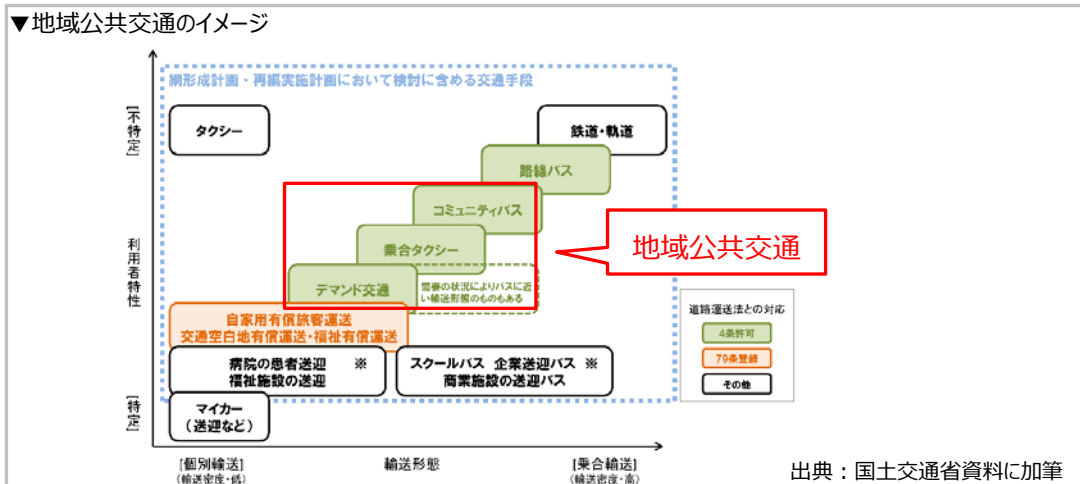 ▼地域公共交通のイメージ
網形成計画・再編実施計画において検討に含める交通手段
[不特定]
タクシー
鉄道・軌道
路線バス
コミュニティバス
乗合タクシー
地域公共交通
利用者特性
デマンド交通
需要の状況によりバスに近
い輸送形態のものもある
道路運送法との対応
4条許可
79条登録
その他
自家用有償旅客運送
交通空白地有償運送・福祉有償運送
病院の患者送迎 ※
福祉施設の送迎
スクールバス 企業送迎バス ※
商業施設の送迎バス
[特定]
マイカー
(送迎など)
[個別輸送]
(輸送密度・低)
輸送形態
[乗合輸送]
(輸送密度・高)
出典：国土交通省資料に加筆